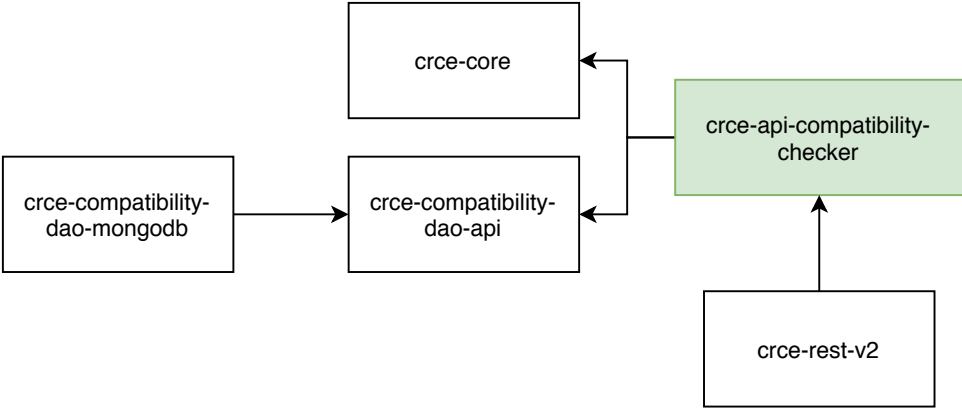 crce-core
crce-api-compatibility-
checker
crce-compatibility-
dao-mongodb
crce-compatibility-
dao-api
crce-rest-v2